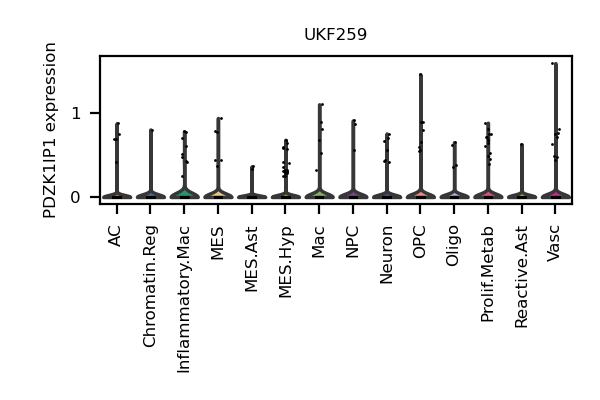 UKF259
PDZK1IP1 expression
1
0
AC
Chromatin.Reg
Inflammatory.Mac
MES
MES.Ast
MES.Hyp
Mac
NPC
Neuron
OPC
Oligo
Prolif.Metab
Reactive.Ast
Vasc